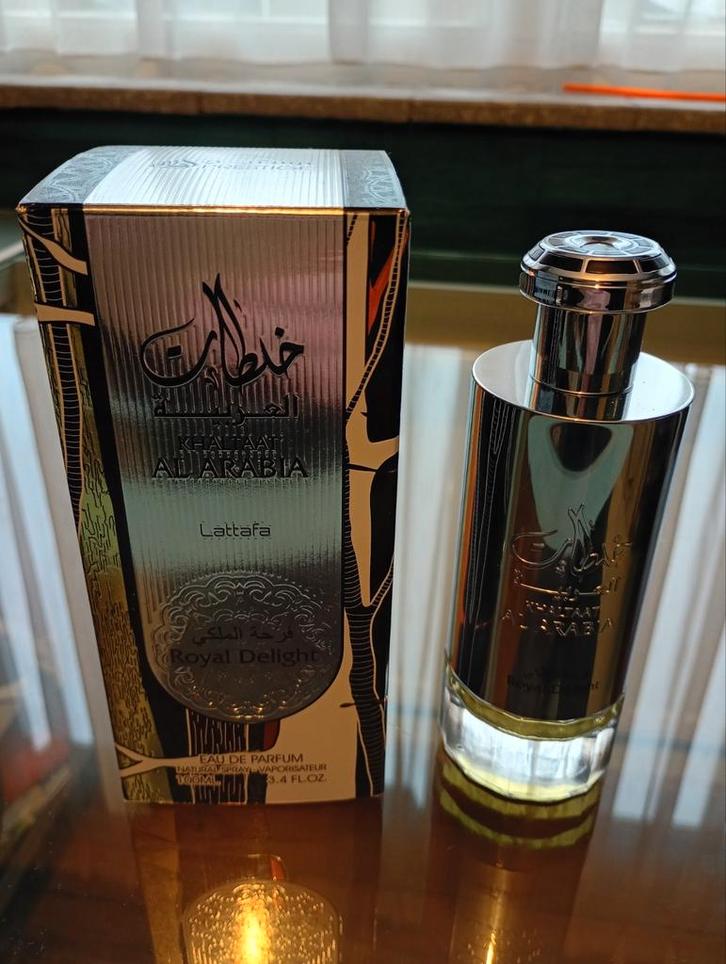 PRESTIGE
خلطات
العربية
KHALTAAT
AL ARABIA
Lattafa
فرحة الملكي
Royal Delight
EAU DE PARFUM
NATURAL SPRAY VAPORISATEUR
100ML 3.4 FL.OZ.
خلطات
العربية
KHALTAAT
AL ARABIA
Royal Delight